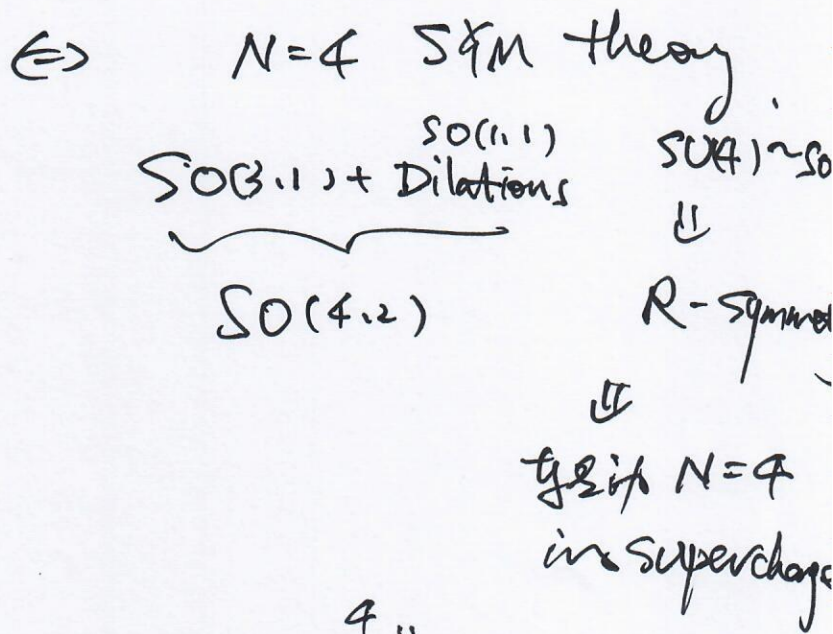 ⇔ N=4 SYM theory
SO(1,1) SU(4)~SO
SO(3,1) + Dilations
⇓
SO(4,2) R-Symmet
⇓
N=4
in supercharge
4